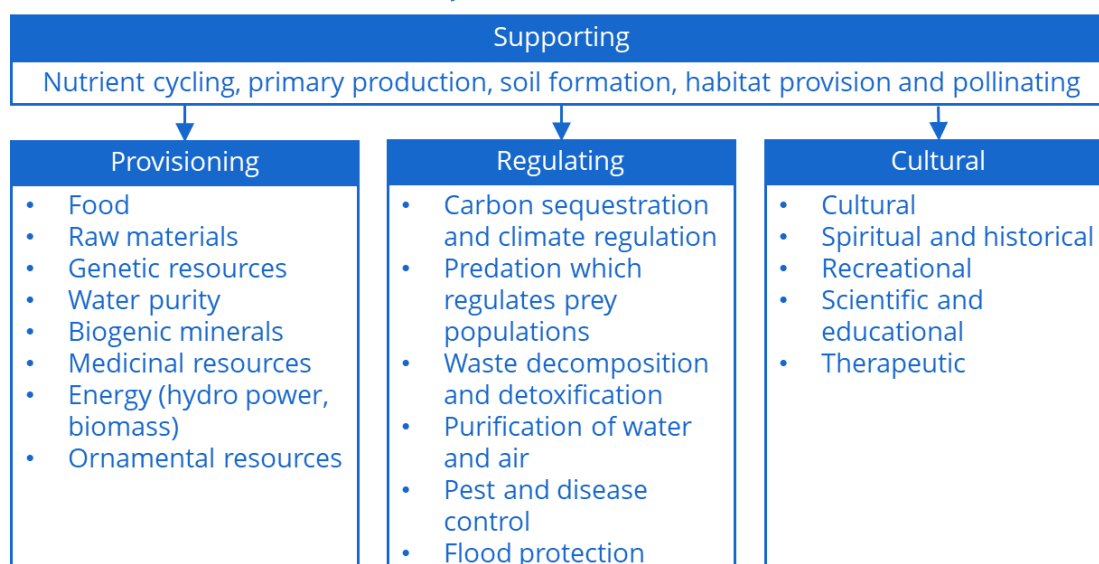 Supporting
Nutrient cycling, primary production, soil formation, habitat provision and pollinating
Provisioning
• Food
• Raw materials
• Genetic resources
• Water purity
• Biogenic minerals
• Medicinal resources
• Energy (hydro power,
biomass)
• Ornamental resources
Regulating
• Carbon sequestration
and climate regulation
• Predation which
regulates prey
populations
• Waste decomposition
and detoxification
• Purification of water
and air
• Pest and disease
control
• Flood protection
Cultural
• Cultural
• Spiritual and historical
• Recreational
• Scientific and
educational
• Therapeutic